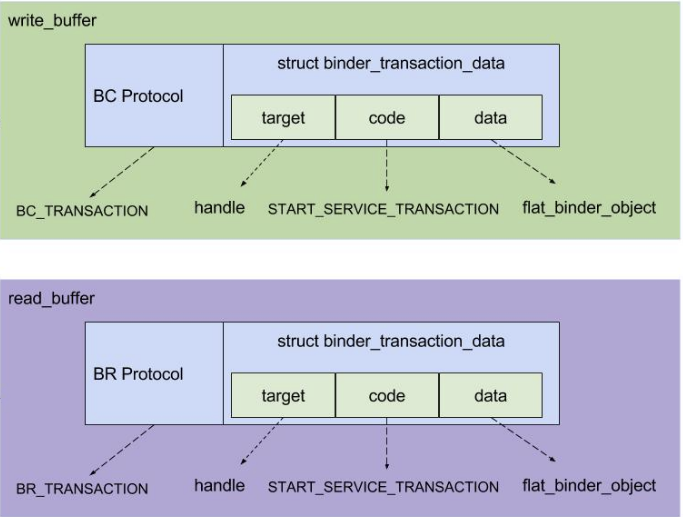 write_buffer
struct binder_transaction_data
BC Protocol
target code data
BC_TRANSACTION handle START_SERVICE_TRANSACTION flat_binder_object
read_buffer
struct binder_transaction_data
BR Protocol
target code data
BR_TRANSACTION handle START_SERVICE_TRANSACTION flat_binder_object